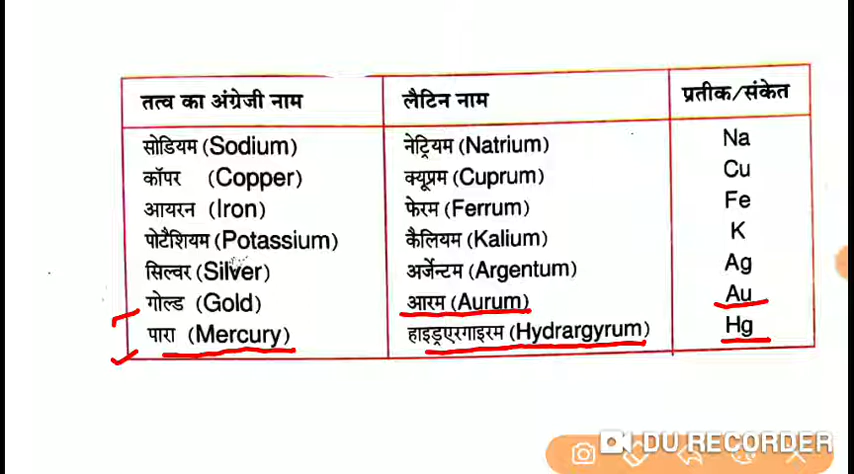 तत्व का अंग्रेजी नाम लैटिन नाम प्रतीक/संकेत
सोडियम (Sodium) नेट्रियम (Natrium) Na
कॉपर (Copper) क्यूप्रम (Cuprum) Cu
आयरन (Iron) फेरम (Ferrum) Fe
पोटैशियम (Potassium) कैलियम (Kalium) K
सिल्वर (Silver) अर्जेन्टम (Argentum) Ag
गोल्ड (Gold) आरम (Aurum) Au
पारा (Mercury) हाइड्रएरगाइरम (Hydrargyrum) Hg
DU RECORDER